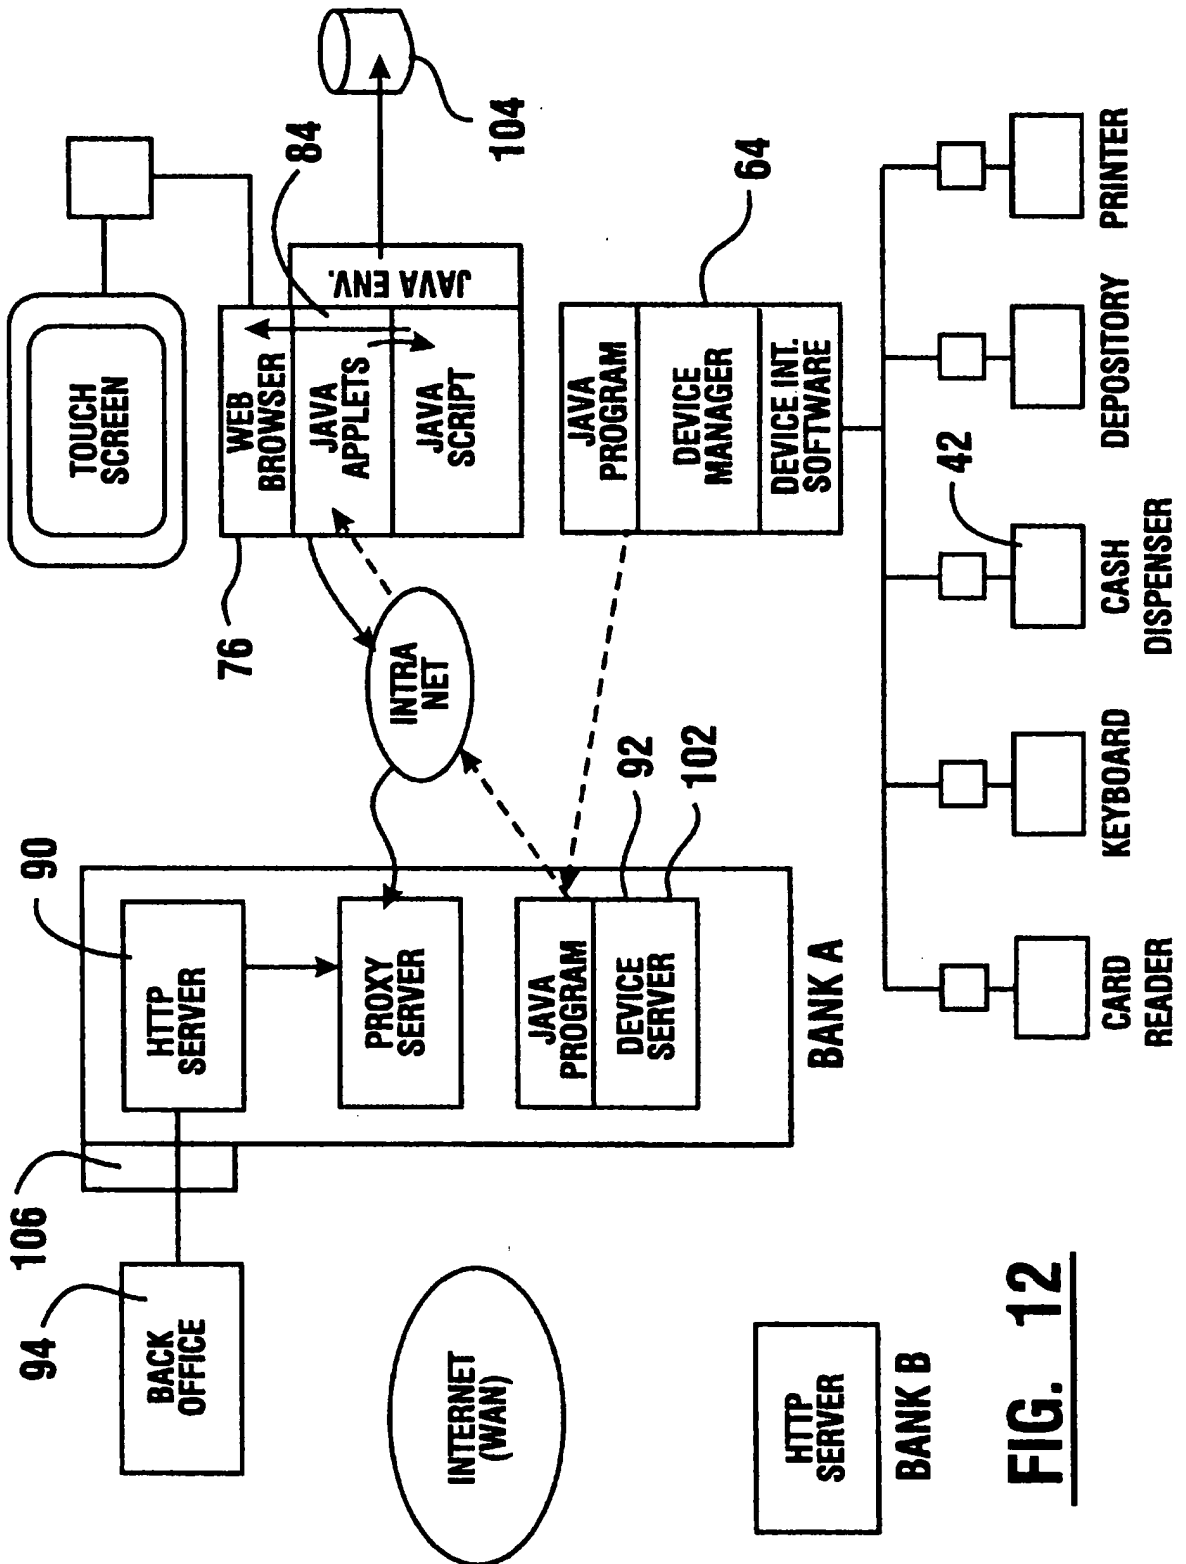 94
BACK
OFFICE
106
90
HTTP
SERVER
PROXY
SERVER
JAVA
PROGRAM
DEVICE
SERVER
92
102
BANK A
INTERNET
(WAN)
HTTP
SERVER
BANK B
INTRA
NET
TOUCH
SCREEN
76
WEB
BROWSER
JAVA
APPLETS
JAVA
SCRIPT
JAVA ENV.
84
104
JAVA
PROGRAM
DEVICE
MANAGER
DEVICE INT.
SOFTWARE
64
42
CARD
READER
KEYBOARD
CASH
DISPENSER
DEPOSITORY
PRINTER
FIG. 12